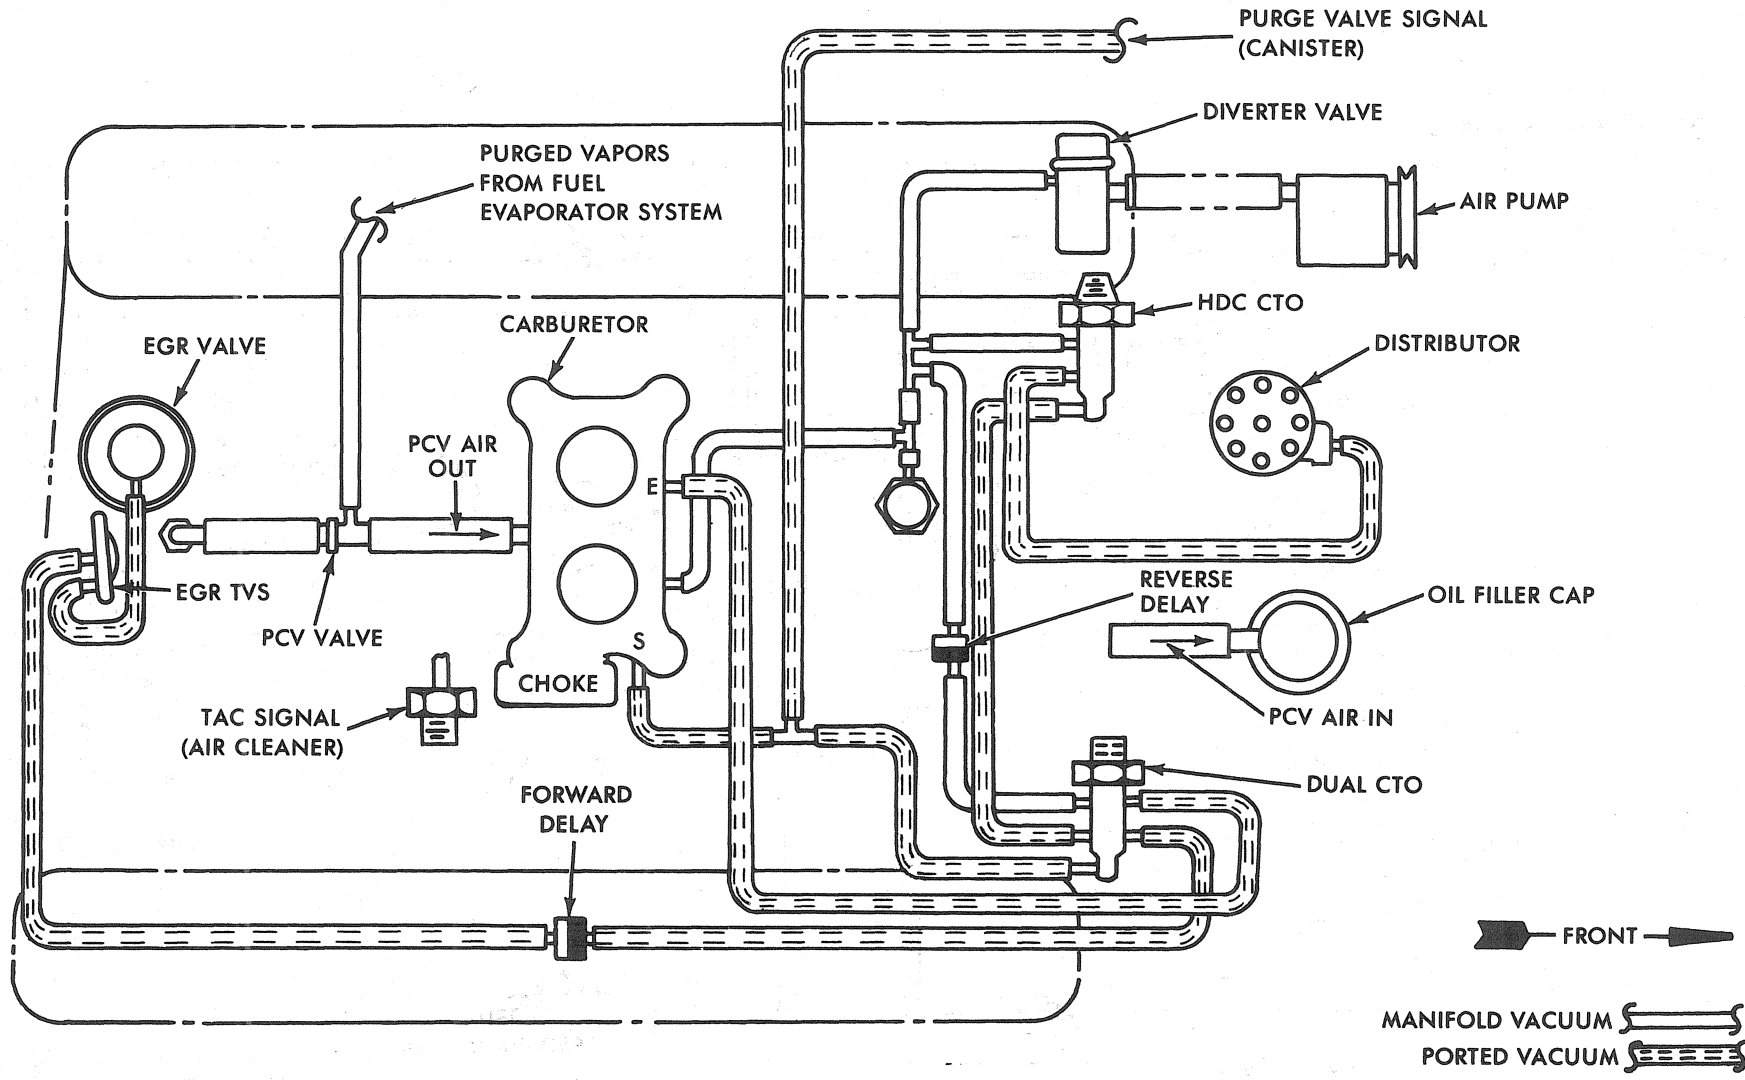 PURGE VALVE SIGNAL
(CANISTER)
DIVERTER VALVE
PURGED VAPORS
FROM FUEL
EVAPORATOR SYSTEM
AIR PUMP
HDC CTO
CARBURETOR
EGR VALVE
DISTRIBUTOR
PCV AIR
OUT
E
EGR TVS
REVERSE
DELAY
OIL FILLER CAP
PCV VALVE
S
CHOKE
TAC SIGNAL
(AIR CLEANER)
PCV AIR IN
DUAL CTO
FORWARD
DELAY
FRONT
MANIFOLD VACUUM
PORTED VACUUM